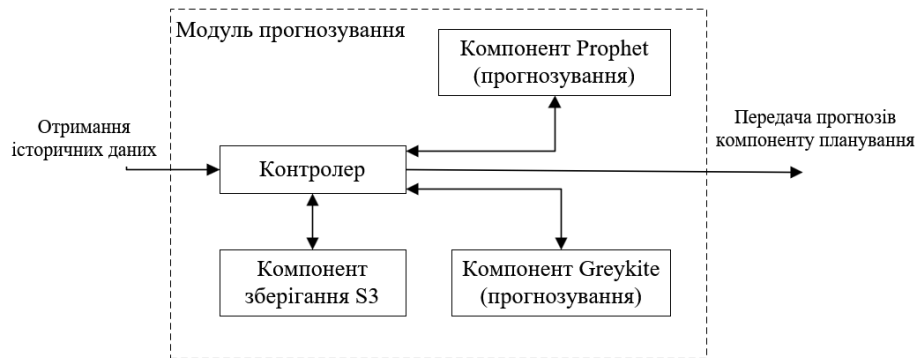 Модуль прогнозування
Компонент Prophet
(прогнозування)
Отримання
історичних даних
Передача прогнозів
компоненту планування
Контролер
Компонент
зберігання S3
Компонент Greykite
(прогнозування)